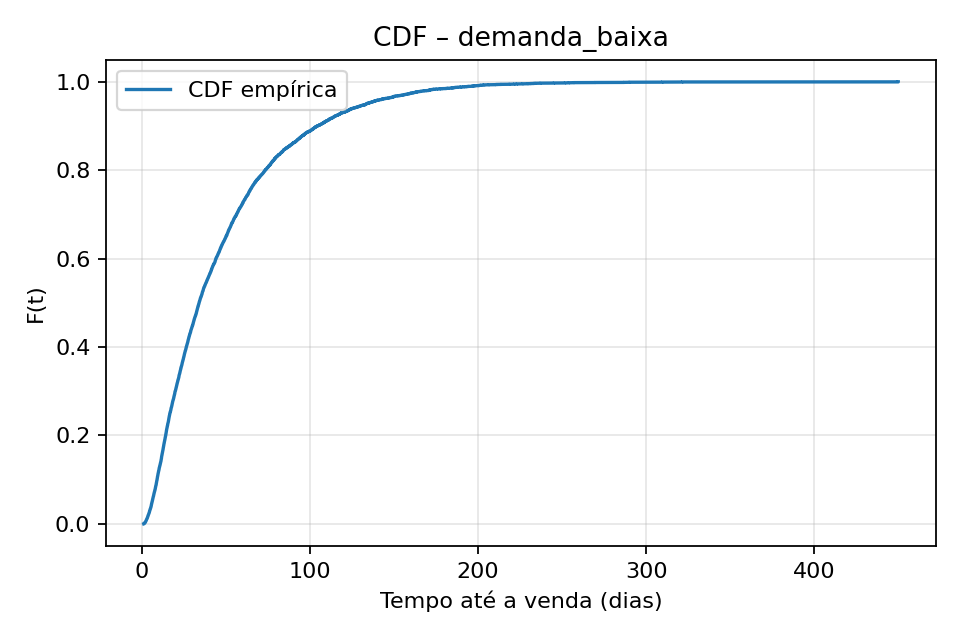 CDF – demanda_baixa
CDF empírica
F(t)
1.0
0.8
0.6
0.4
0.2
0.0
0 100 200 300 400
Tempo até a venda (dias)